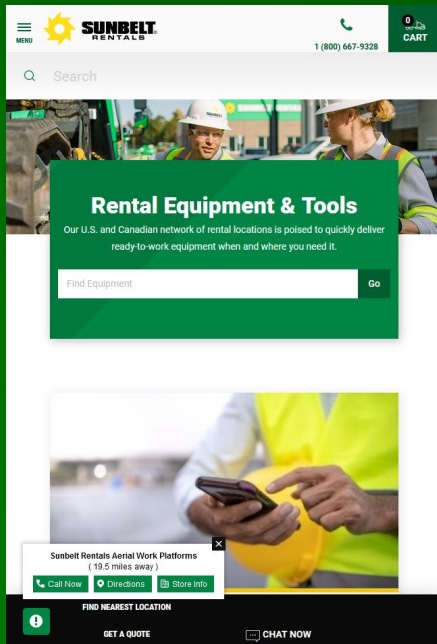 MENU
SUNBELT.
RENTALS
1 (800) 667-9328
0
CART
Search
Rental Equipment & Tools
Our U.S. and Canadian network of rental locations is poised to quickly deliver
ready-to-work equipment when and where you need it.
Find Equipment
Go
Sunbelt Rentals Aerial Work Platforms
( 19.5 miles away )
Call Now
Directions
Store Info
FIND NEAREST LOCATION
GET A QUOTE
CHAT NOW